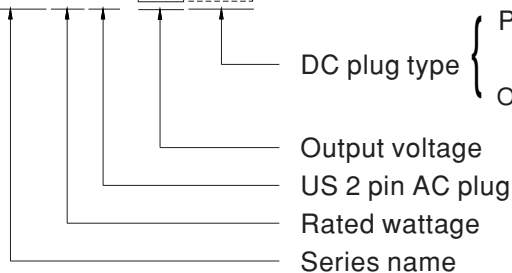 DC plug type
Output voltage
US 2 pin AC plug
Rated wattage
Series name